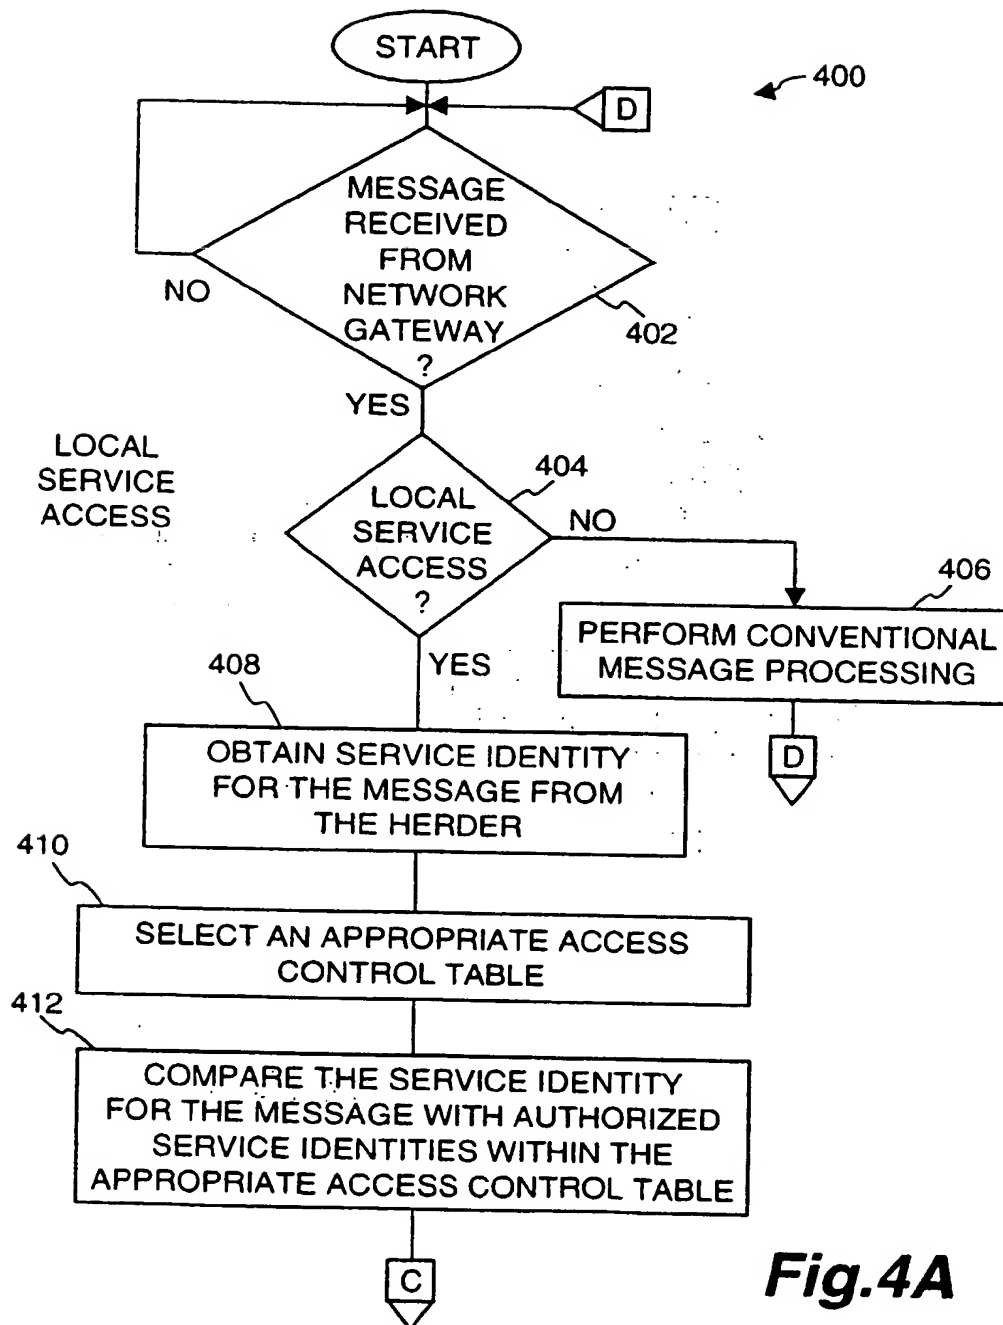 START
400
D
MESSAGE
RECEIVED
FROM
NETWORK
GATEWAY
?
NO
402
YES
LOCAL
SERVICE
ACCESS
404
LOCAL
SERVICE
ACCESS
?
NO
406
PERFORM CONVENTIONAL
MESSAGE PROCESSING
YES
D
408
OBTAIN SERVICE IDENTITY
FOR THE MESSAGE FROM
THE HERDER
410
SELECT AN APPROPRIATE ACCESS
CONTROL TABLE
412
COMPARE THE SERVICE IDENTITY
FOR THE MESSAGE WITH AUTHORIZED
SERVICE IDENTITIES WITHIN THE
APPROPRIATE ACCESS CONTROL TABLE
C
Fig.4A